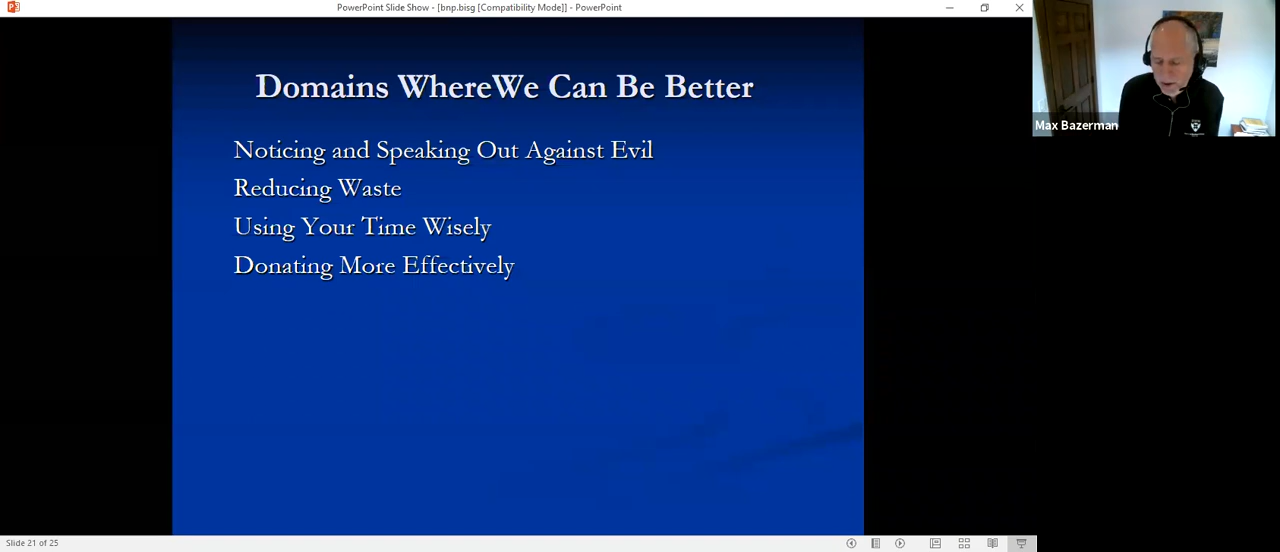 PowerPoint Slide Show - [bnp.bisg [Compatibility Mode]] - PowerPoint
Domains WhereWe Can Be Better
Noticing and Speaking Out Against Evil
Reducing Waste
Using Your Time Wisely
Donating More Effectively
Max Bazerman
Slide 21 of 25